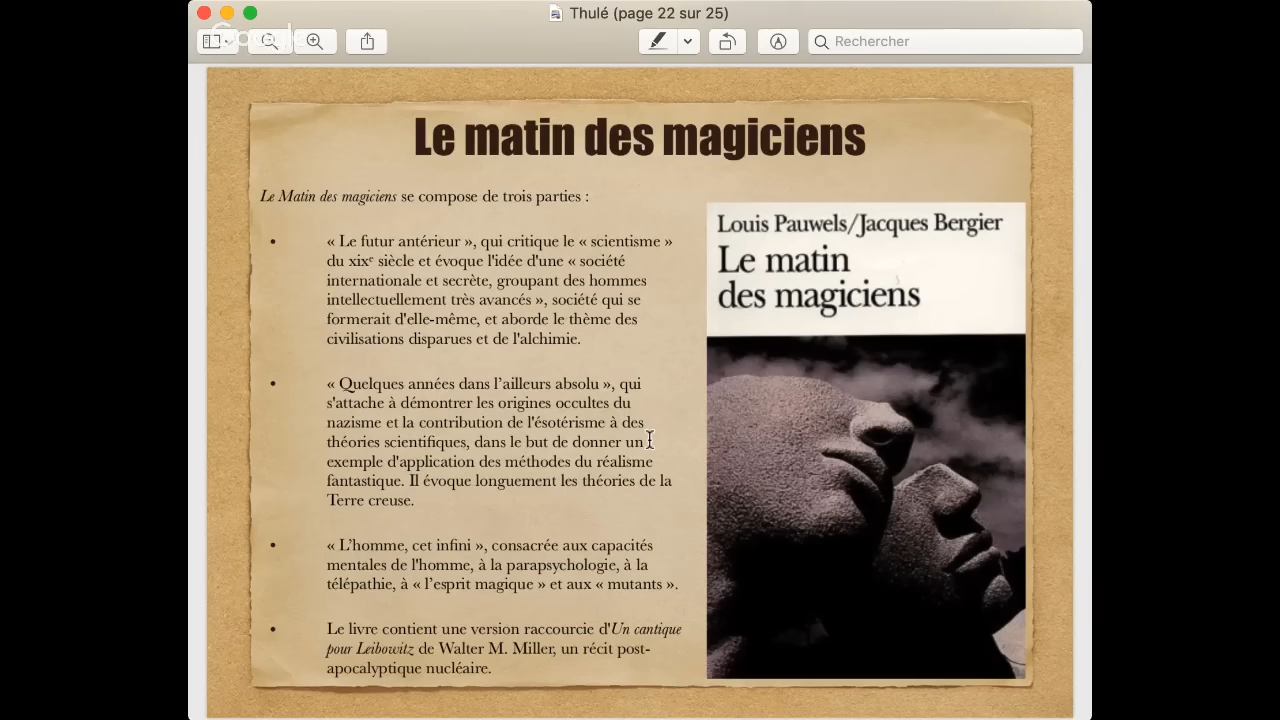 Thulé (page 22 sur 25)
Google
Rechercher
Le matin des magiciens
Le Matin des magiciens se compose de trois parties :
• « Le futur antérieur », qui critique le « scientisme »
du xixᵉ siècle et évoque l'idée d'une « société
internationale et secrète, groupant des hommes
intellectuellement très avancés », société qui se
formerait d'elle-même, et aborde le thème des
civilisations disparues et de l'alchimie.
• « Quelques années dans l’ailleurs absolu », qui
s'attache à démontrer les origines occultes du
nazisme et la contribution de l'ésotérisme à des
théories scientifiques, dans le but de donner un
exemple d'application des méthodes du réalisme
fantastique. Il évoque longuement les théories de la
Terre creuse.
• « L’homme, cet infini », consacrée aux capacités
mentales de l'homme, à la parapsychologie, à la
télépathie, à « l’esprit magique » et aux « mutants ».
• Le livre contient une version raccourcie d'Un cantique
pour Leibowitz de Walter M. Miller, un récit post-
apocalyptique nucléaire.
Louis Pauwels/Jacques Bergier
Le matin
des magiciens